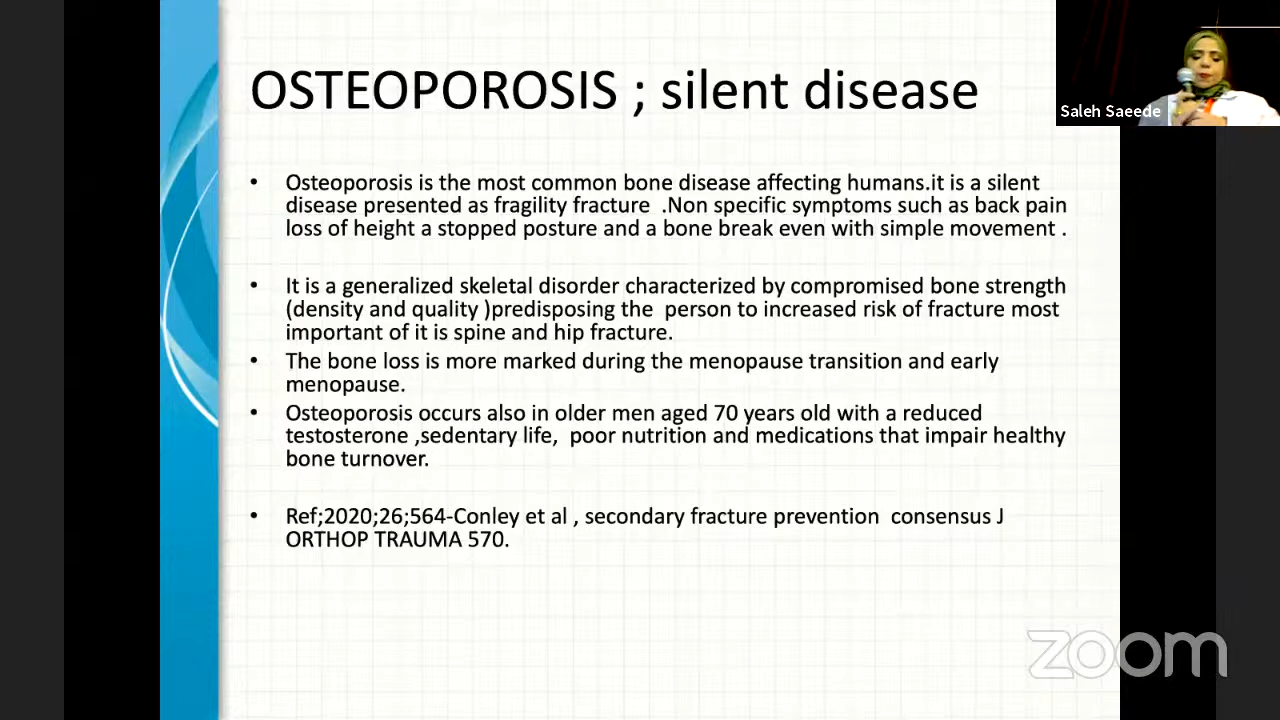 OSTEOPOROSIS ; silent disease
Saleh Saeede
• Osteoporosis is the most common bone disease affecting humans.it is a silent
disease presented as fragility fracture .Non specific symptoms such as back pain
loss of height a stopped posture and a bone break even with simple movement .
• It is a generalized skeletal disorder characterized by compromised bone strength
(density and quality )predisposing the person to increased risk of fracture most
important of it is spine and hip fracture.
• The bone loss is more marked during the menopause transition and early
menopause.
• Osteoporosis occurs also in older men aged 70 years old with a reduced
testosterone ,sedentary life, poor nutrition and medications that impair healthy
bone turnover.
• Ref;2020;26;564-Conley et al , secondary fracture prevention consensus J
ORTHOP TRAUMA 570.
zoom